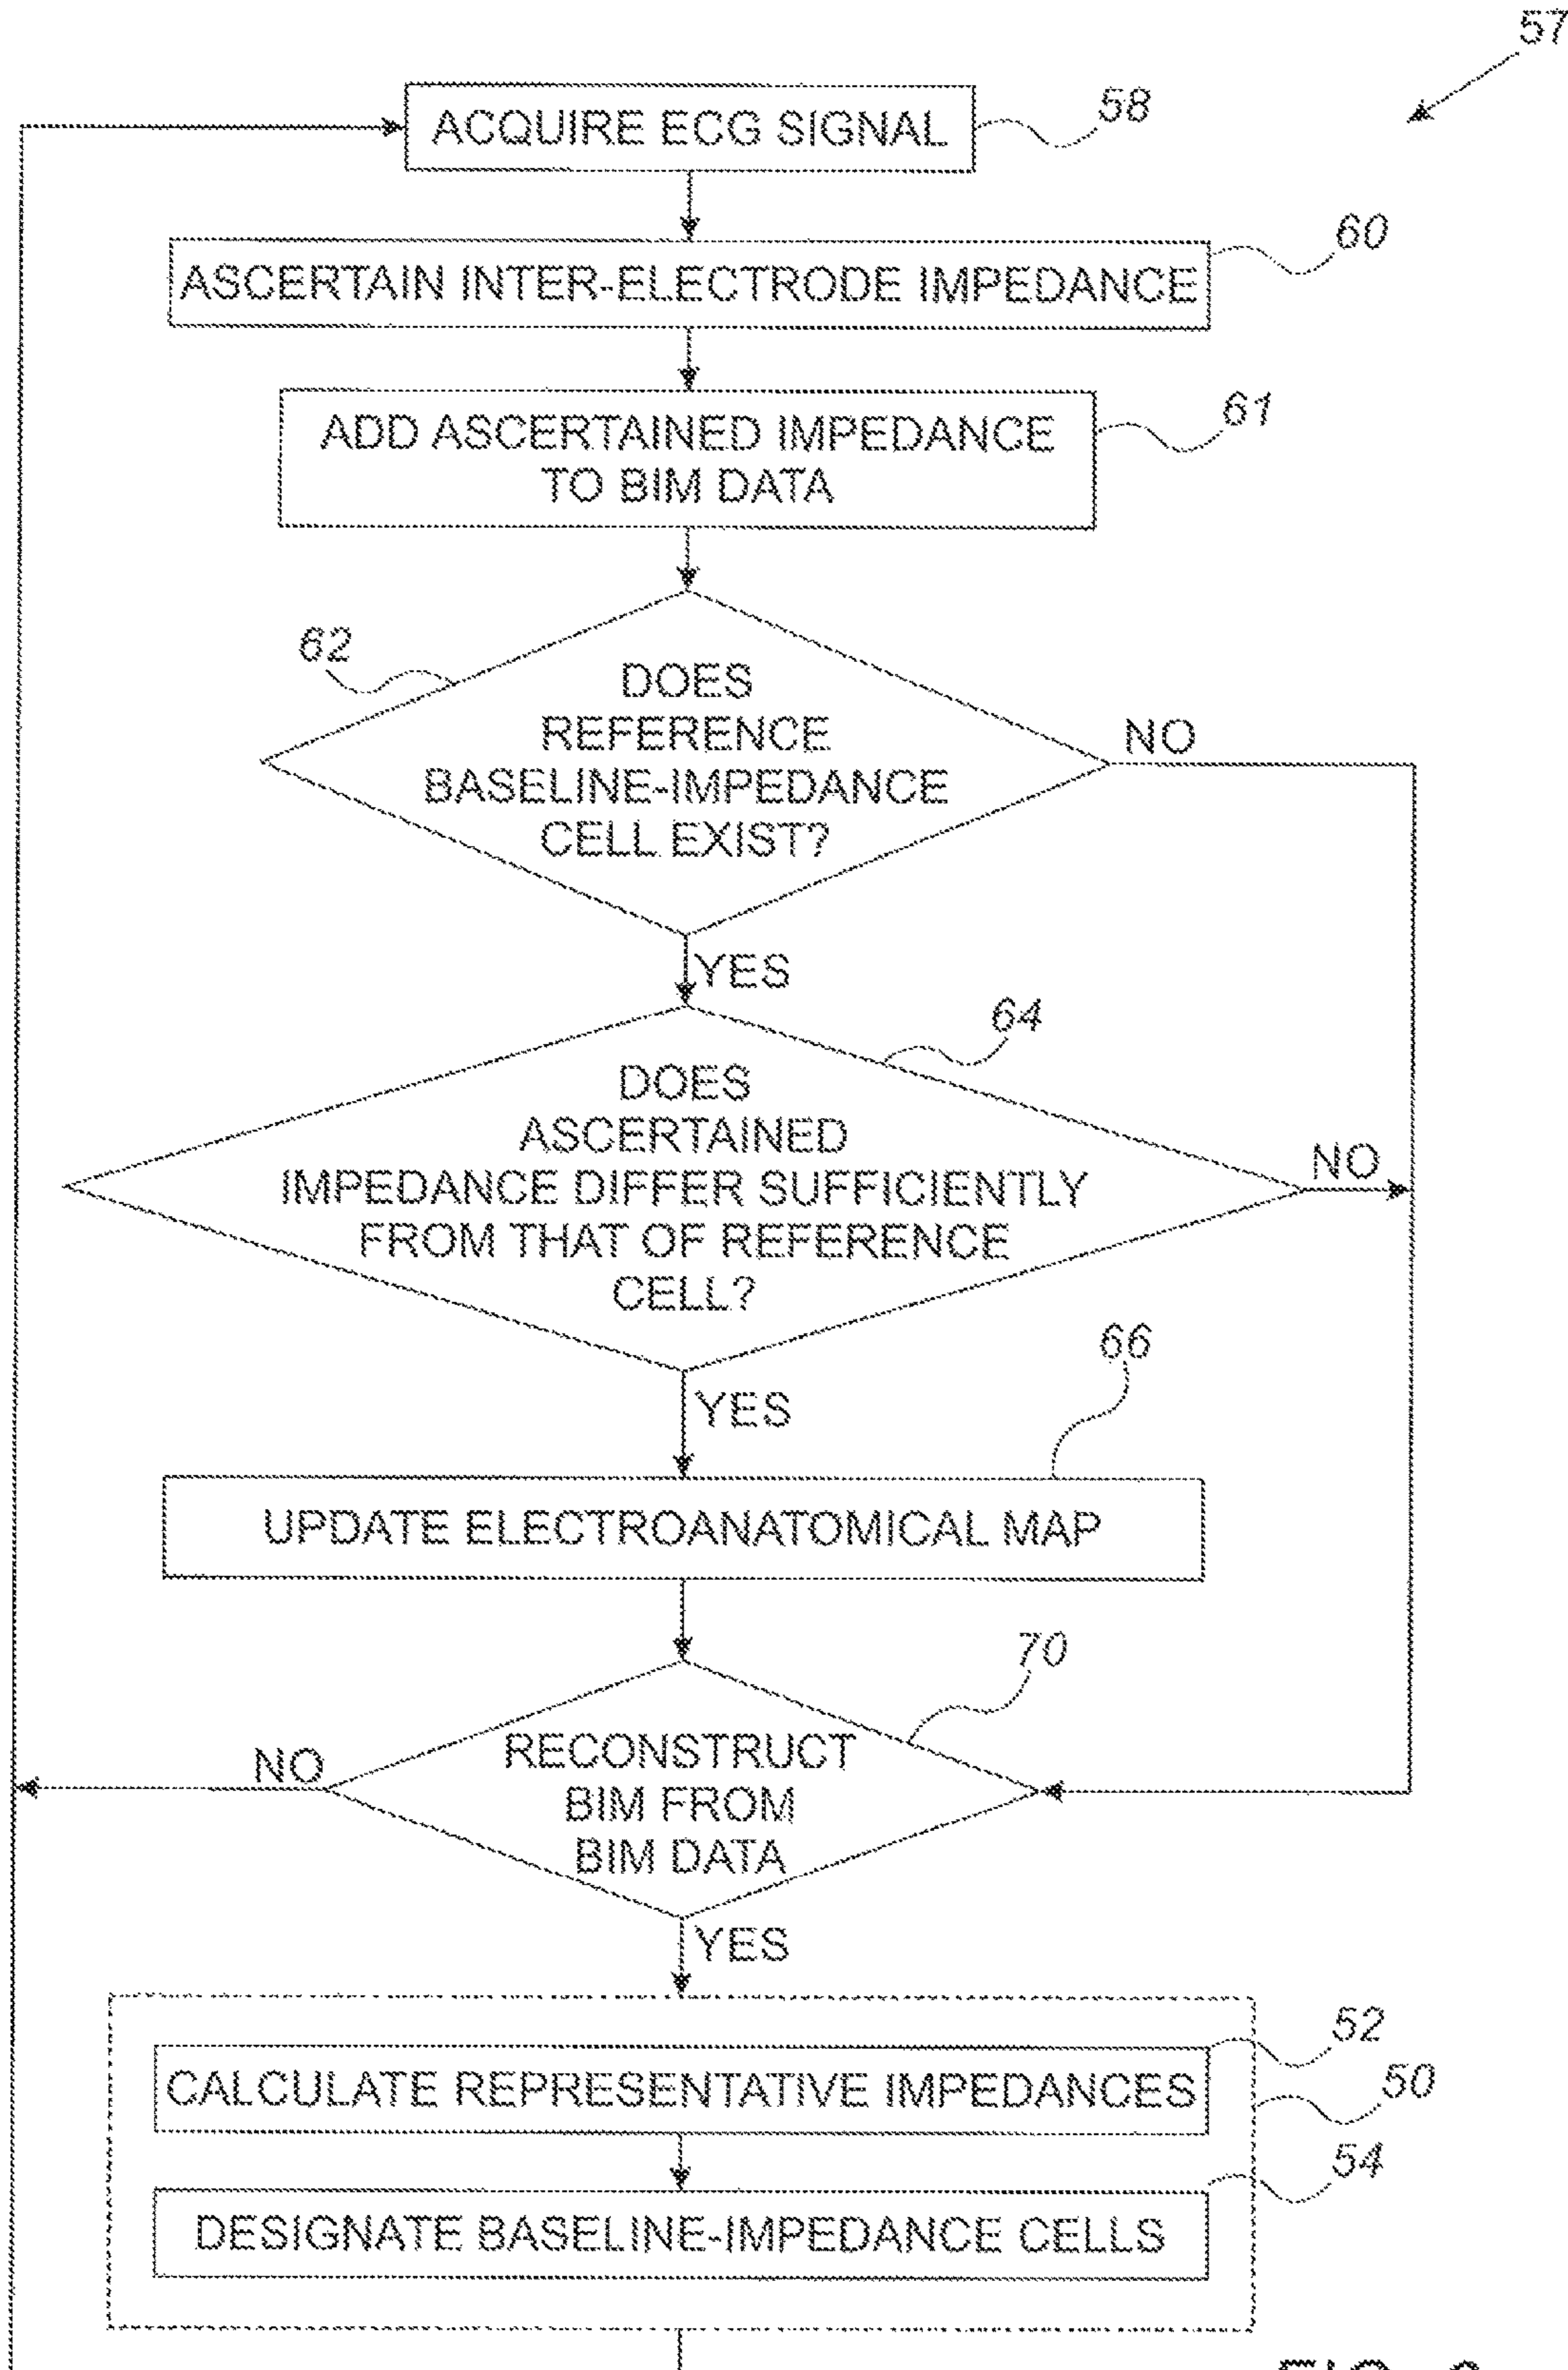 57
ACQUIRE ECG SIGNAL
58
60
ASCERTAIN INTER-ELECTRODE IMPEDANCE
61
ADD ASCERTAINED IMPEDANCE
TO BIM DATA
62
DOES
REFERENCE
BASELINE-IMPEDANCE
CELL EXIST?
NO
YES
64
DOES
ASCERTAINED
IMPEDANCE DIFFER SUFFICIENTLY
FROM THAT OF REFERENCE
CELL?
NO
YES
66
UPDATE ELECTROANATOMICAL MAP
70
RECONSTRUCT
BIM FROM
BIM DATA
NO
YES
52
CALCULATE REPRESENTATIVE IMPEDANCES
50
54
DESIGNATE BASELINE-IMPEDANCE CELLS